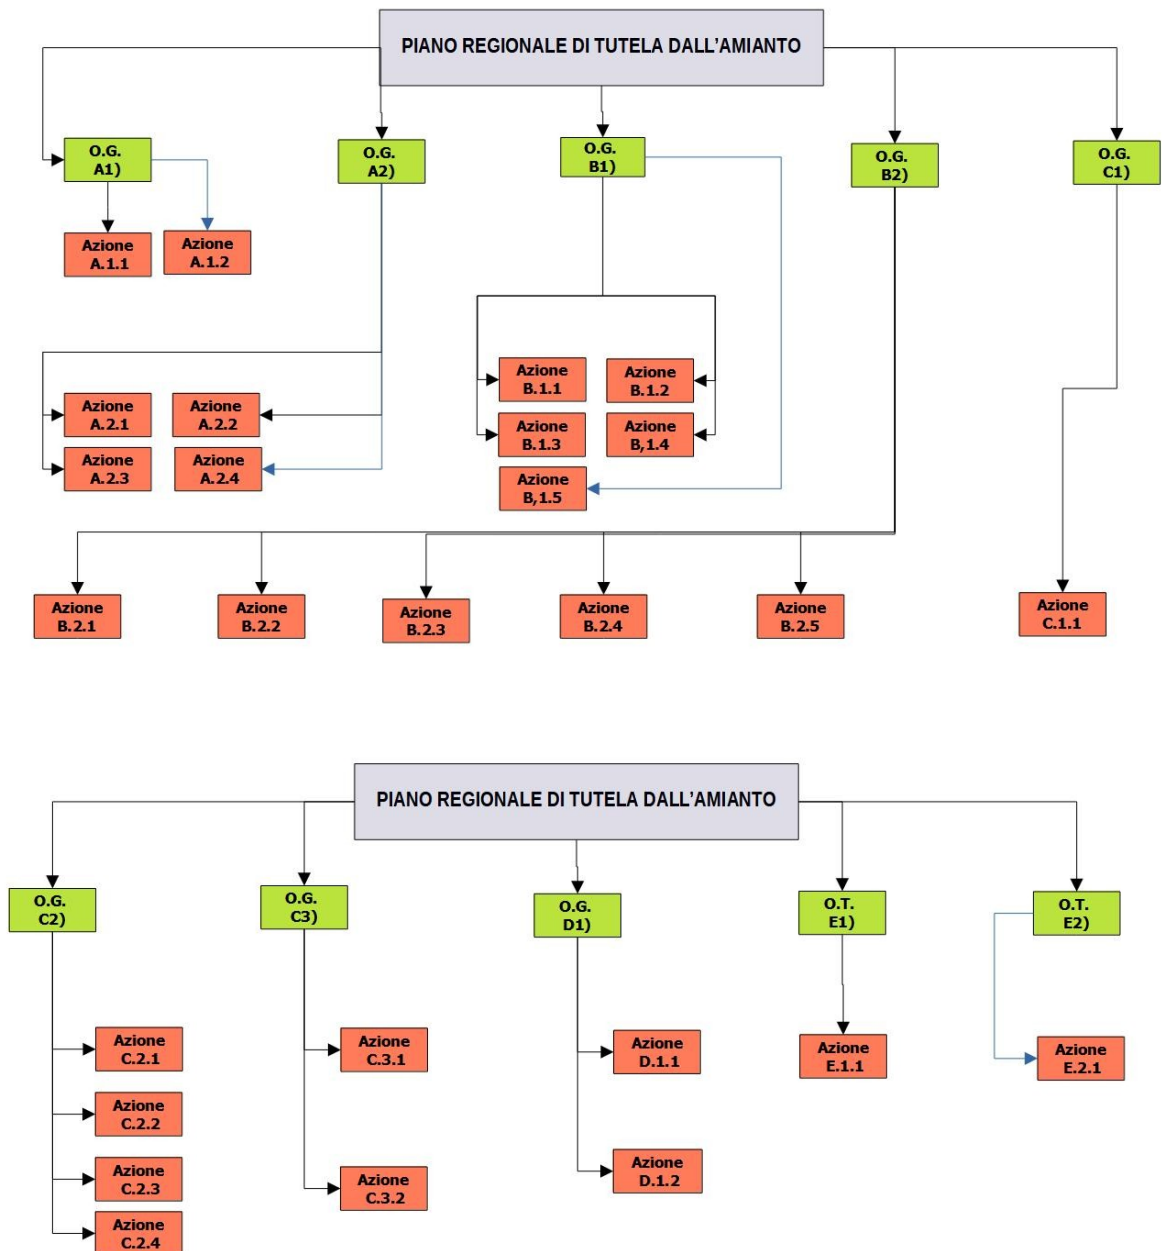 PIANO REGIONALE DI TUTELA DALL'AMIANTO
O.G.
A1)
O.G.
A2)
O.G.
B1)
O.G.
B2)
O.G.
C1)
Azione
A.1.1
Azione
A.1.2
Azione
B.1.1
Azione
B.1.2
Azione
A.2.1
Azione
A.2.2
Azione
B.1.3
Azione
B,1.4
Azione
A.2.3
Azione
A.2.4
Azione
B,1.5
Azione
B.2.1
Azione
B.2.2
Azione
B.2.3
Azione
B.2.4
Azione
B.2.5
Azione
C.1.1
PIANO REGIONALE DI TUTELA DALL'AMIANTO
O.G.
C2)
O.G.
C3)
O.G.
D1)
O.T.
E1)
O.T.
E2)
Azione
C.2.1
Azione
C.3.1
Azione
D.1.1
Azione
E.1.1
Azione
E.2.1
Azione
C.2.2
Azione
C.2.3
Azione
C.3.2
Azione
D.1.2
Azione
C.2.4